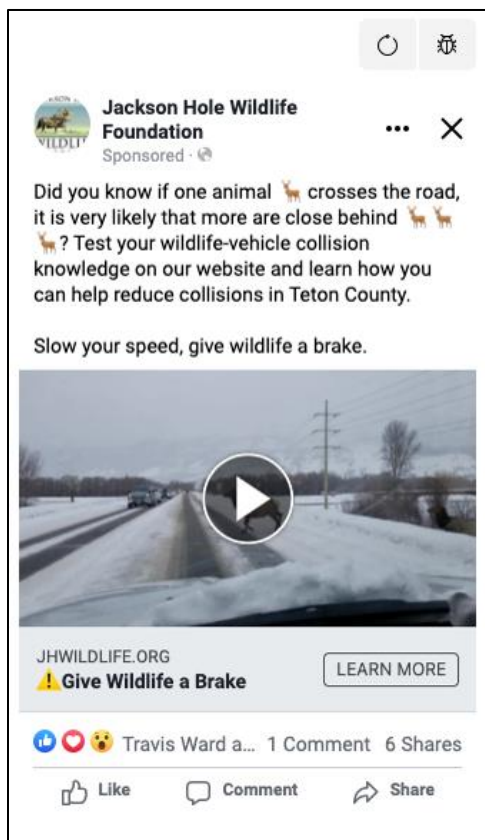 Jackson Hole Wildlife
Foundation
Sponsored ·
Did you know if one animal 🦌 crosses the road,
it is very likely that more are close behind 🦌 🦌
🦌? Test your wildlife-vehicle collision
knowledge on our website and learn how you
can help reduce collisions in Teton County.
Slow your speed, give wildlife a brake.
JHWILDLIFE.ORG
⚠️Give Wildlife a Brake
LEARN MORE
Travis Ward a... 1 Comment 6 Shares
Like Comment Share